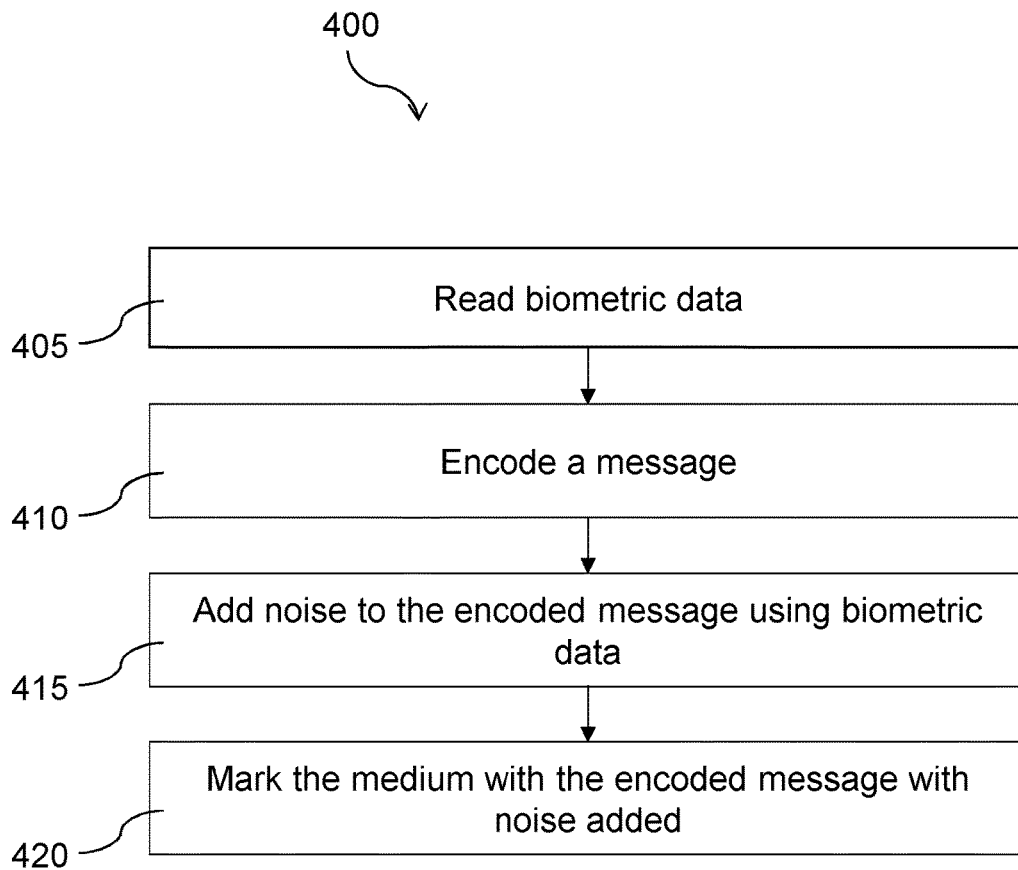 400
Read biometric data
405
Encode a message
410
Add noise to the encoded message using biometric
data
415
Mark the medium with the encoded message with
noise added
420